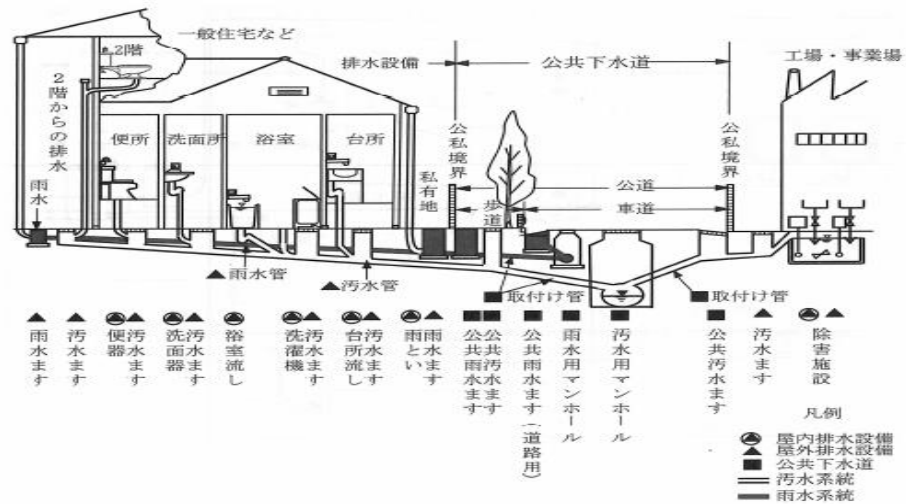 一般住宅など
2階
2階からの排水
雨水
便所
洗面所
浴室
台所
排水設備
公共下水道
工場・事業場
公私境界
公私境界
私有地
公道
歩道
車道
▲雨水管
▲汚水管
■取付け管
■取付け管
雨水ます
汚水ます
便器
汚水ます
洗面器
汚水ます
浴室流し
洗濯機
汚水ます
台所流し
汚水ます
雨とい
雨水ます
公共雨水ます
公共汚水ます
公共雨水ます(道路用)
雨水用マンホール
汚水用マンホール
公共汚水ます
汚水ます
除害施設
凡例
屋内排水設備
▲ 屋外排水設備
■ 公共下水道
汚水系統
雨水系統